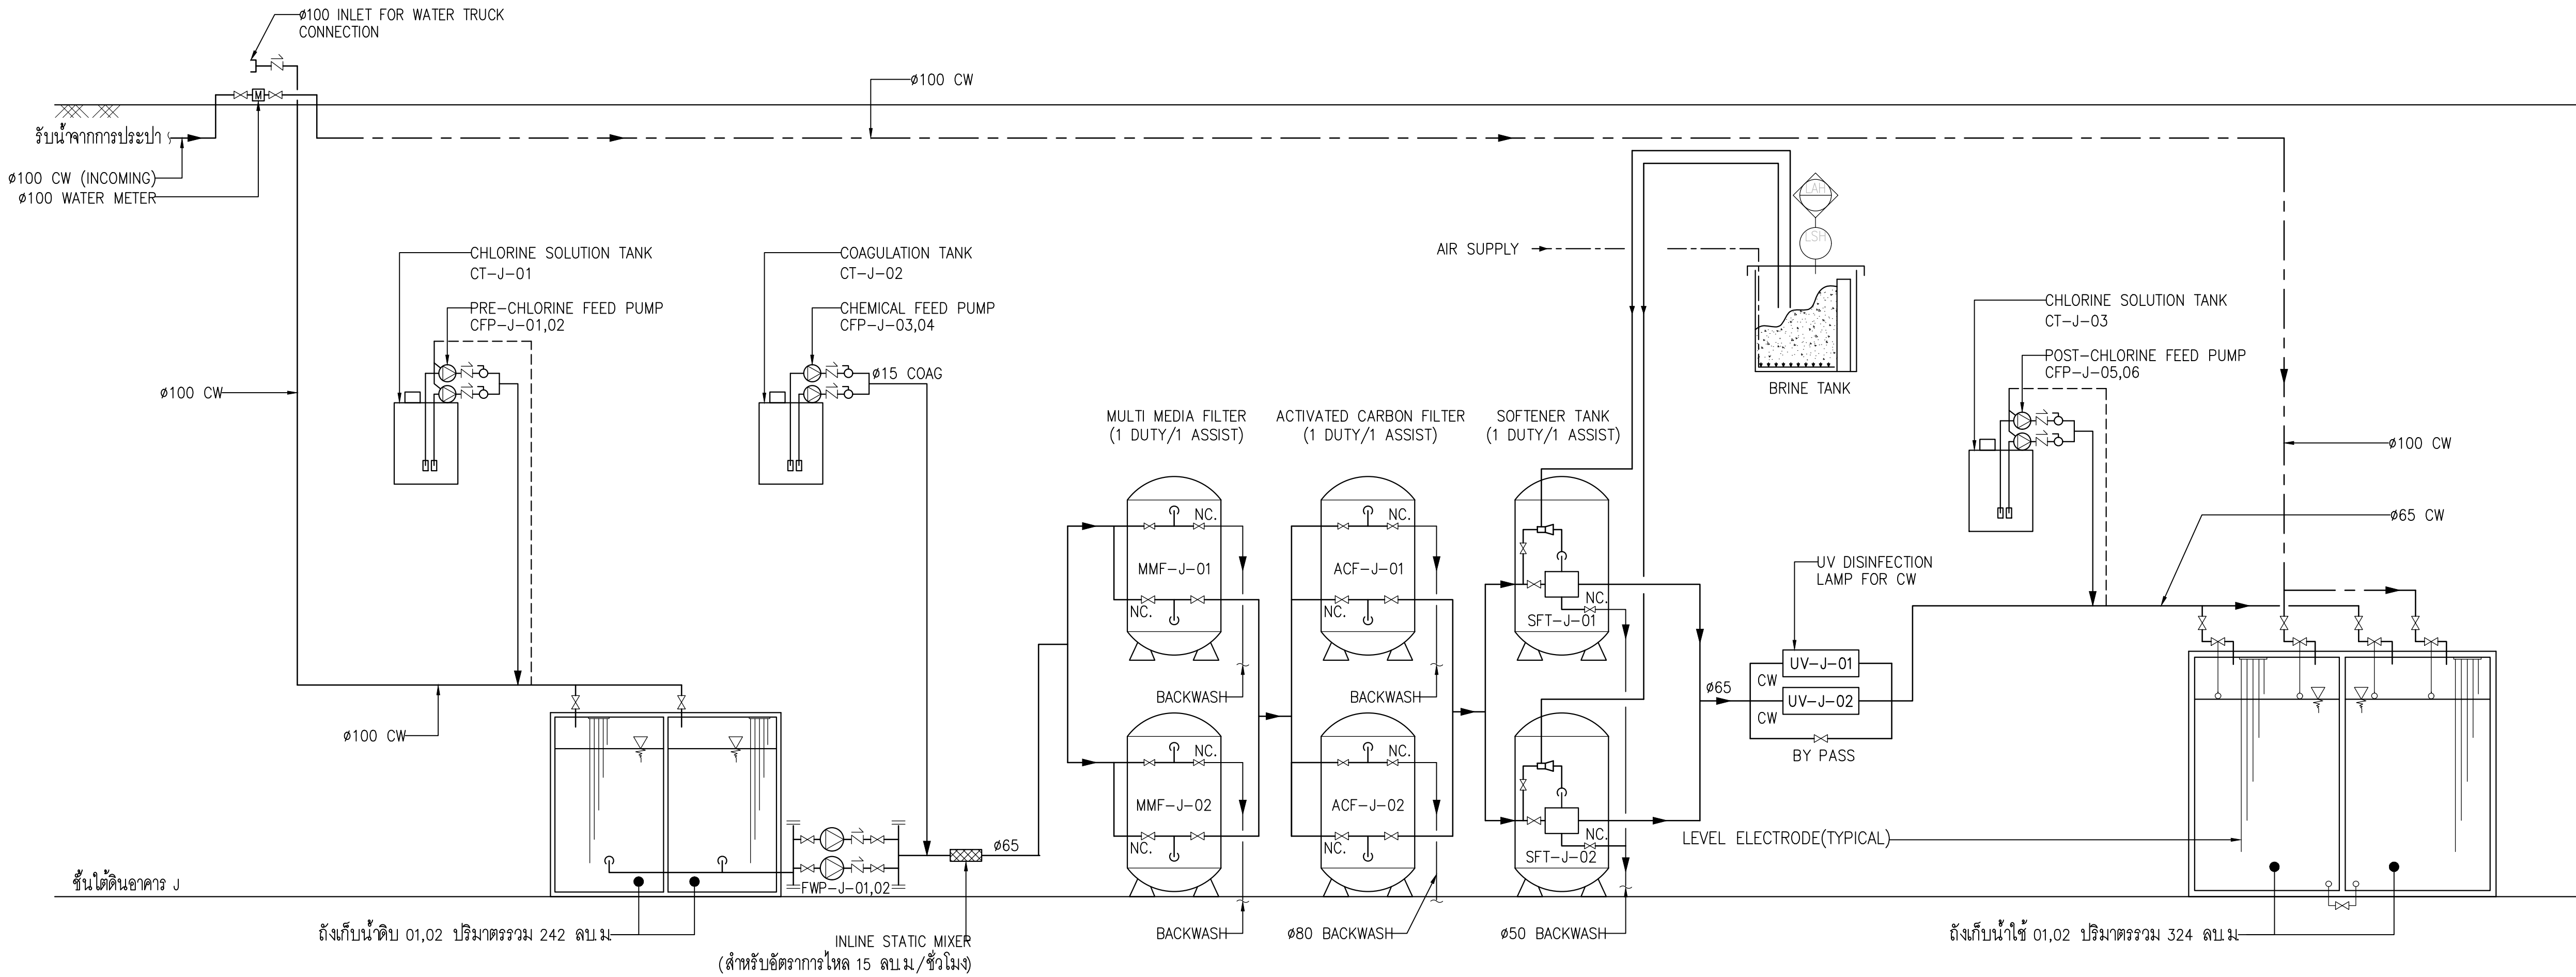 ø100 INLET FOR WATER TRUCK
CONNECTION
ø100 CW
M
รับน้ำจากการประปา
ø100 CW (INCOMING)
ø100 WATER METER
LAH
LSH
AIR SUPPLY
BRINE TANK
CHLORINE SOLUTION TANK
CT-J-01
PRE-CHLORINE FEED PUMP
CFP-J-01,02
COAGULATION TANK
CT-J-02
CHEMICAL FEED PUMP
CFP-J-03,04
ø15 COAG
CHLORINE SOLUTION TANK
CT-J-03
POST-CHLORINE FEED PUMP
CFP-J-05,06
ø100 CW
ø100 CW
ø65 CW
MULTI MEDIA FILTER
(1 DUTY/1 ASSIST)
ACTIVATED CARBON FILTER
(1 DUTY/1 ASSIST)
SOFTENER TANK
(1 DUTY/1 ASSIST)
NC.
MMF-J-01
NC.
NC.
ACF-J-01
NC.
NC.
SFT-J-01
UV DISINFECTION
LAMP FOR CW
UV-J-01
CW
UV-J-02
CW
BY PASS
ø65
BACKWASH
BACKWASH
ø100 CW
NC.
MMF-J-02
NC.
NC.
ACF-J-02
NC.
NC.
SFT-J-02
LEVEL ELECTRODE(TYPICAL)
ø65
FWP-J-01,02
ชั้นใต้ดินอาคาร J
ถังเก็บน้ำดิบ 01,02 ปริมาตรรวม 242 ลบ.ม.
INLINE STATIC MIXER
(สำหรับอัตราการไหล 15 ลบ.ม./ชั่วโมง)
BACKWASH
ø80 BACKWASH
ø50 BACKWASH
ถังเก็บน้ำใช้ 01,02 ปริมาตรรวม 324 ลบ.ม.